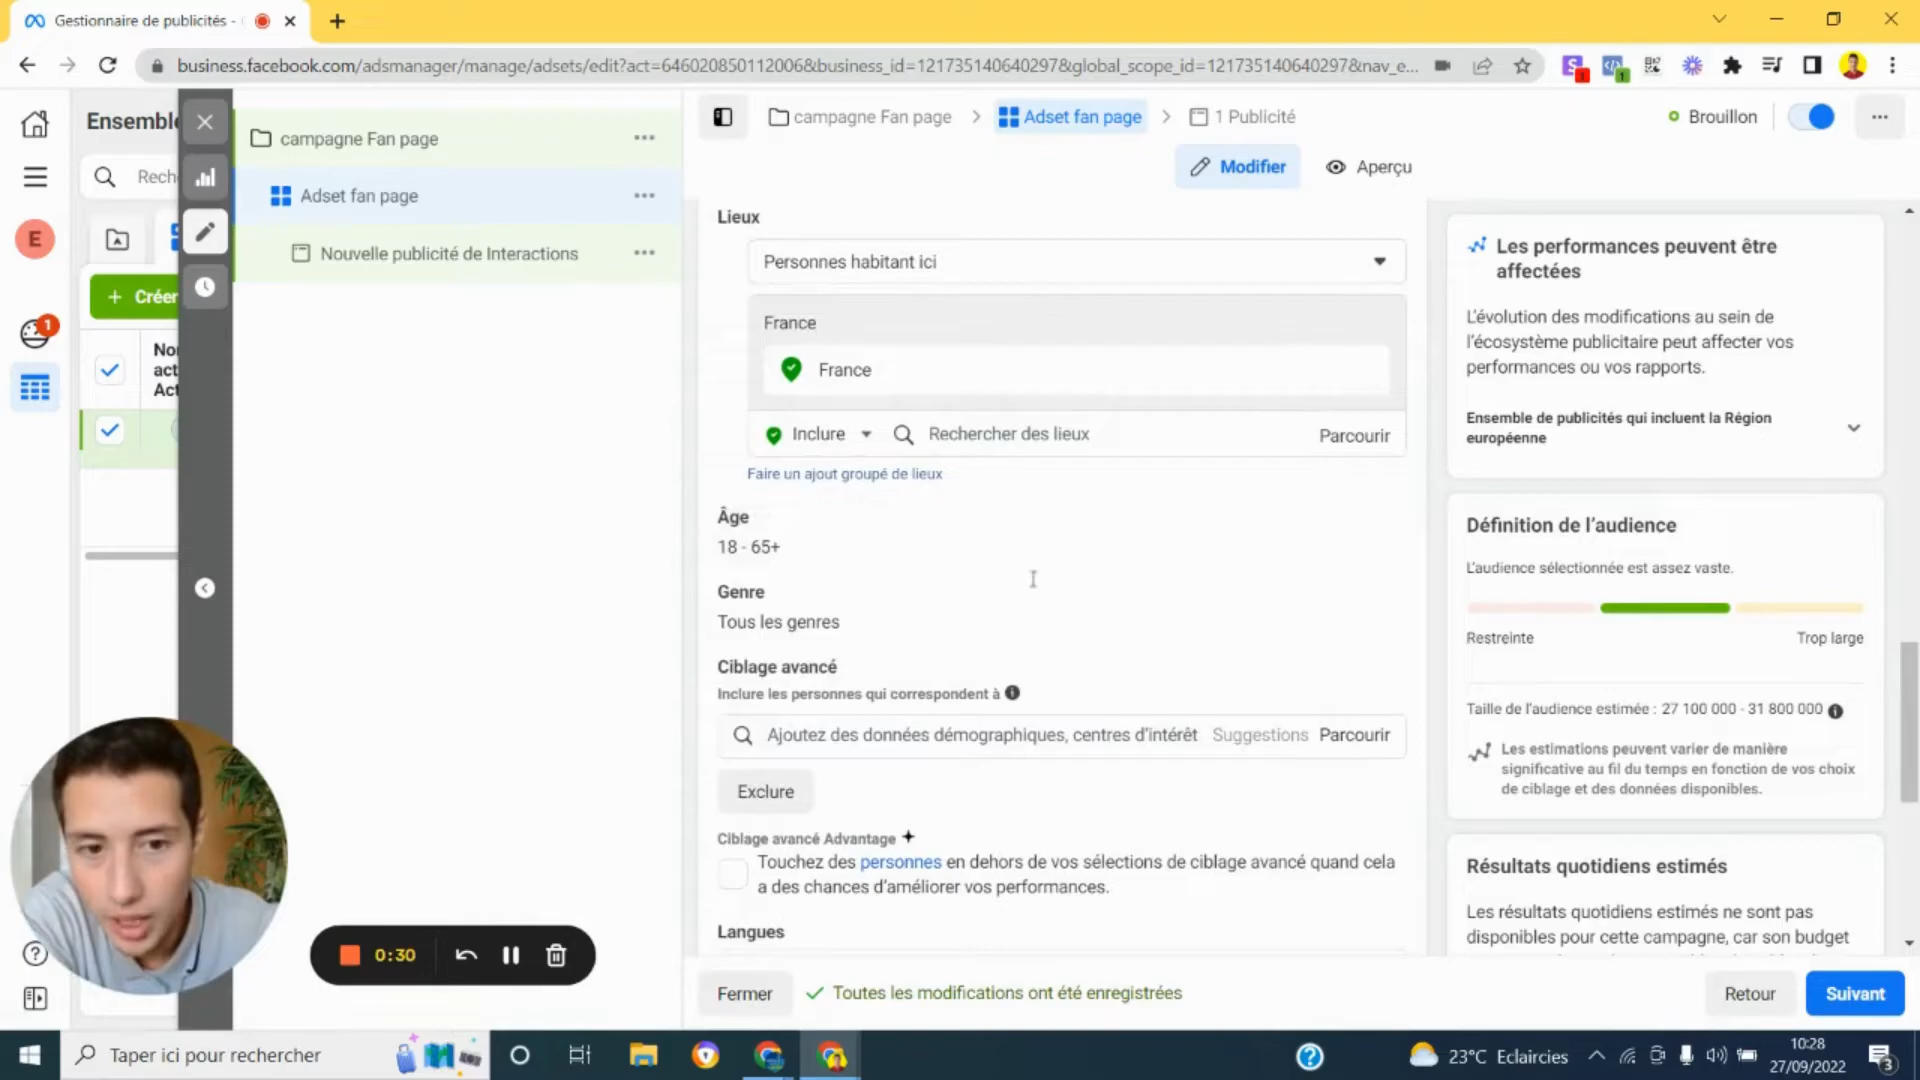 Gestionnaire de publicités -
business.facebook.com/adsmanager/manage/adsets/edit?act=646020850112006&business_id=121735140640297&global_scope_id=121735140640297&nav_e...
Ensemble
Rech
E
1
+ Créer
Nom
act
Act
campagne Fan page
Adset fan page
Nouvelle publicité de Interactions
campagne Fan page
Adset fan page
1 Publicité
Brouillon
Modifier
Aperçu
Lieux
Personnes habitant ici
France
France
Inclure
Rechercher des lieux
Parcourir
Faire un ajout groupé de lieux
Âge
18 - 65+
Genre
Tous les genres
Ciblage avancé
Inclure les personnes qui correspondent à
Ajoutez des données démographiques, centres d'intérêt
Suggestions
Parcourir
Exclure
Ciblage avancé Advantage +
Touchez des personnes en dehors de vos sélections de ciblage avancé quand cela
a des chances d'améliorer vos performances.
Langues
Les performances peuvent être
affectées
L'évolution des modifications au sein de
l'écosystème publicitaire peut affecter vos
performances ou vos rapports.
Ensemble de publicités qui incluent la Région
européenne
Définition de l'audience
L'audience sélectionnée est assez vaste.
Restreinte
Trop large
Taille de l'audience estimée : 27 100 000 - 31 800 000
Les estimations peuvent varier de manière
significative au fil du temps en fonction de vos choix
de ciblage et des données disponibles.
Résultats quotidiens estimés
Les résultats quotidiens estimés ne sont pas
disponibles pour cette campagne, car son budget
0:30
Fermer
Toutes les modifications ont été enregistrées
Retour
Suivant
Taper ici pour rechercher
23°C Eclaircies
10:28
27/09/2022
3